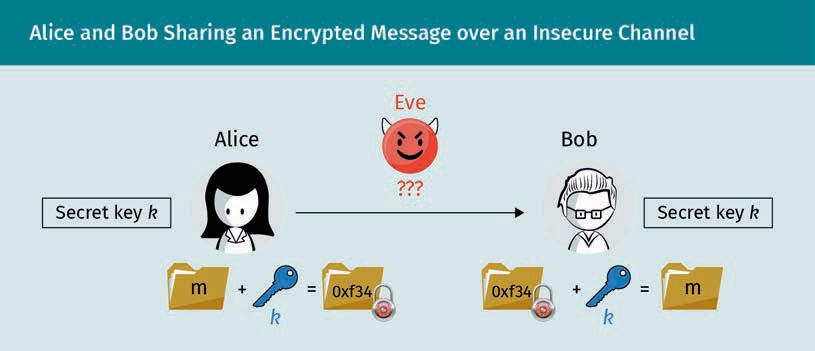 Alice and Bob Sharing an Encrypted Message over an Insecure Channel
Eve
Alice
Bob
???
Secret key k
Secret key k
m + k = 0xf34
0xf34 + k = m